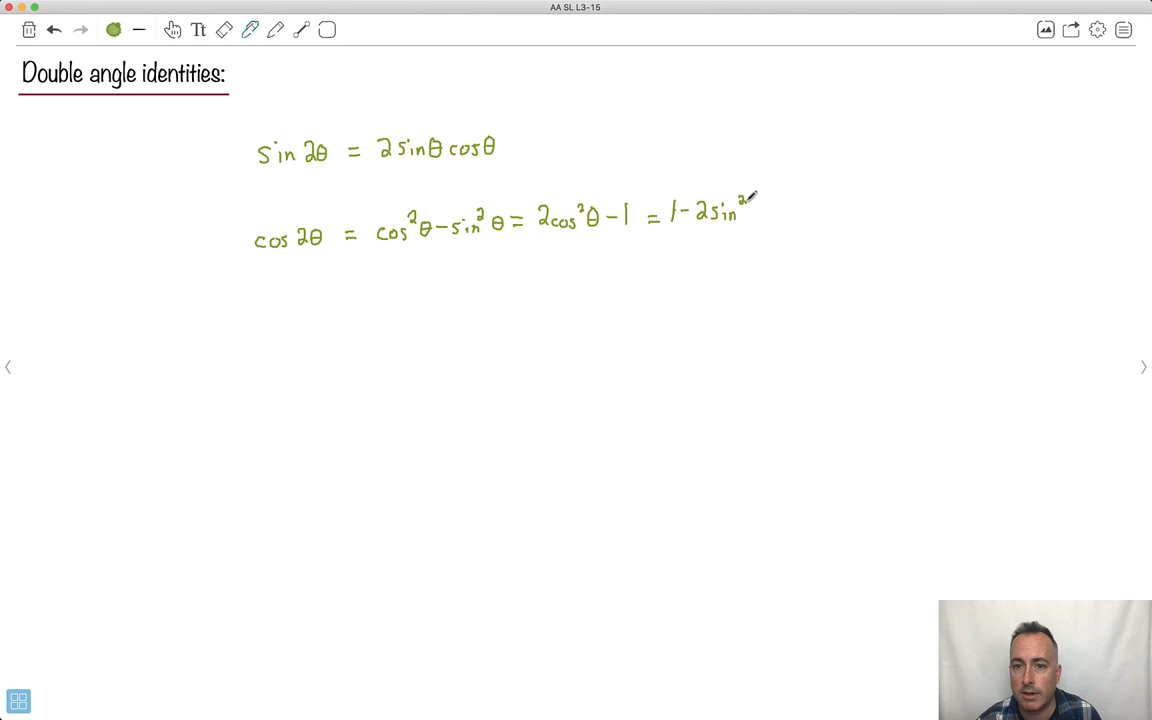 AA SL L3-15
Tt
Double angle identities:
sin 2θ = 2 sinθ cosθ
cos 2θ = cos²θ - sin²θ = 2cos²θ - 1 = 1 - 2sin²